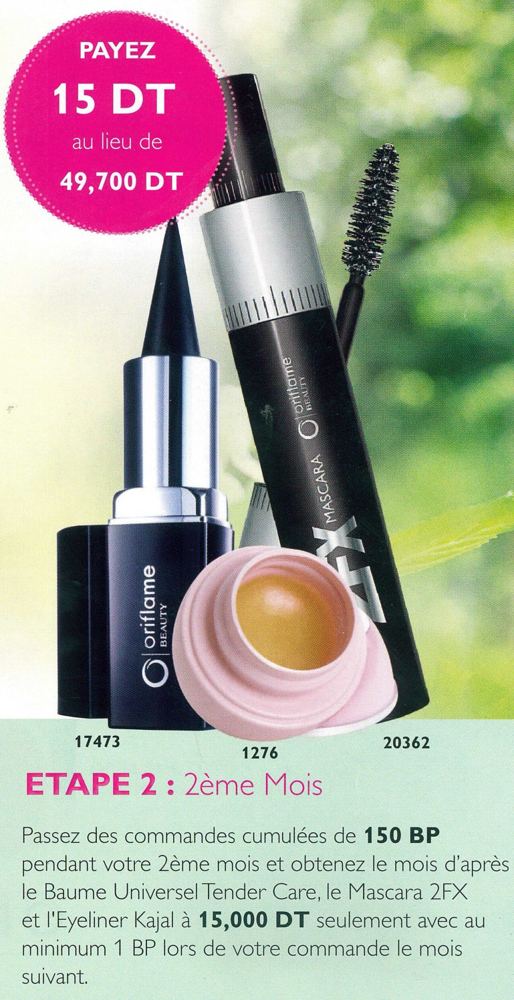 PAYEZ
15 DT
au lieu de
49,700 DT
oriflame
BEAUTY
MASCARA
2FX
oriflame
BEAUTY
17473
1276
20362
ETAPE 2 : 2ème Mois
Passez des commandes cumulées de 150 BP
pendant votre 2ème mois et obtenez le mois d'après
le Baume Universel Tender Care, le Mascara 2FX
et l'Eyeliner Kajal à 15,000 DT seulement avec au
minimum 1 BP lors de votre commande le mois
suivant.